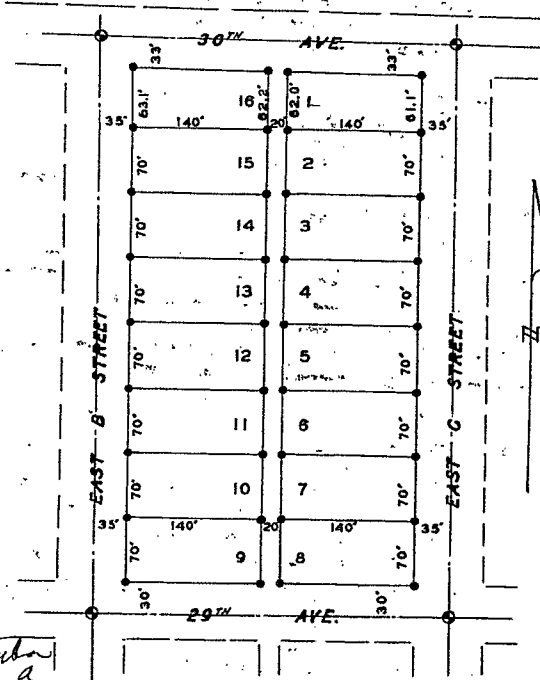 30TH AVE.
33' 33'
63.1' 16 62.2' 62.0' 1 61.1'
35' 140' 20' 140' 35'
70' 15 2 70'
70' 14 3 70'
70' 13 4 70'
70' 12 5 70'
70' 11 6 70'
70' 10 7 70'
35' 140' 20' 140' 35'
70' 9 8 70'
30' 30'
29TH AVE.
EAST B STREET
EAST C STREET